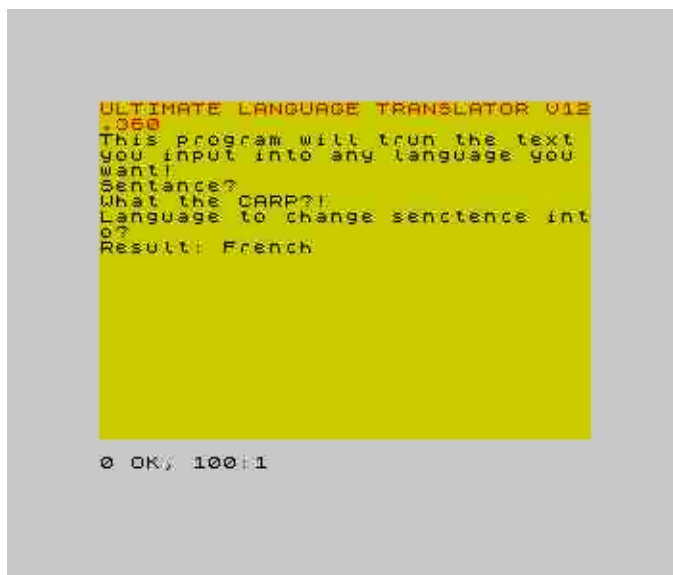 ULTIMATE LANGUAGE TRANSLATOR V12
.360
This program will trun the text
you input into any language you
want!
Sentance?
What the CARP?!
Language to change senctence int
o?
Result: French
0 OK, 100:1